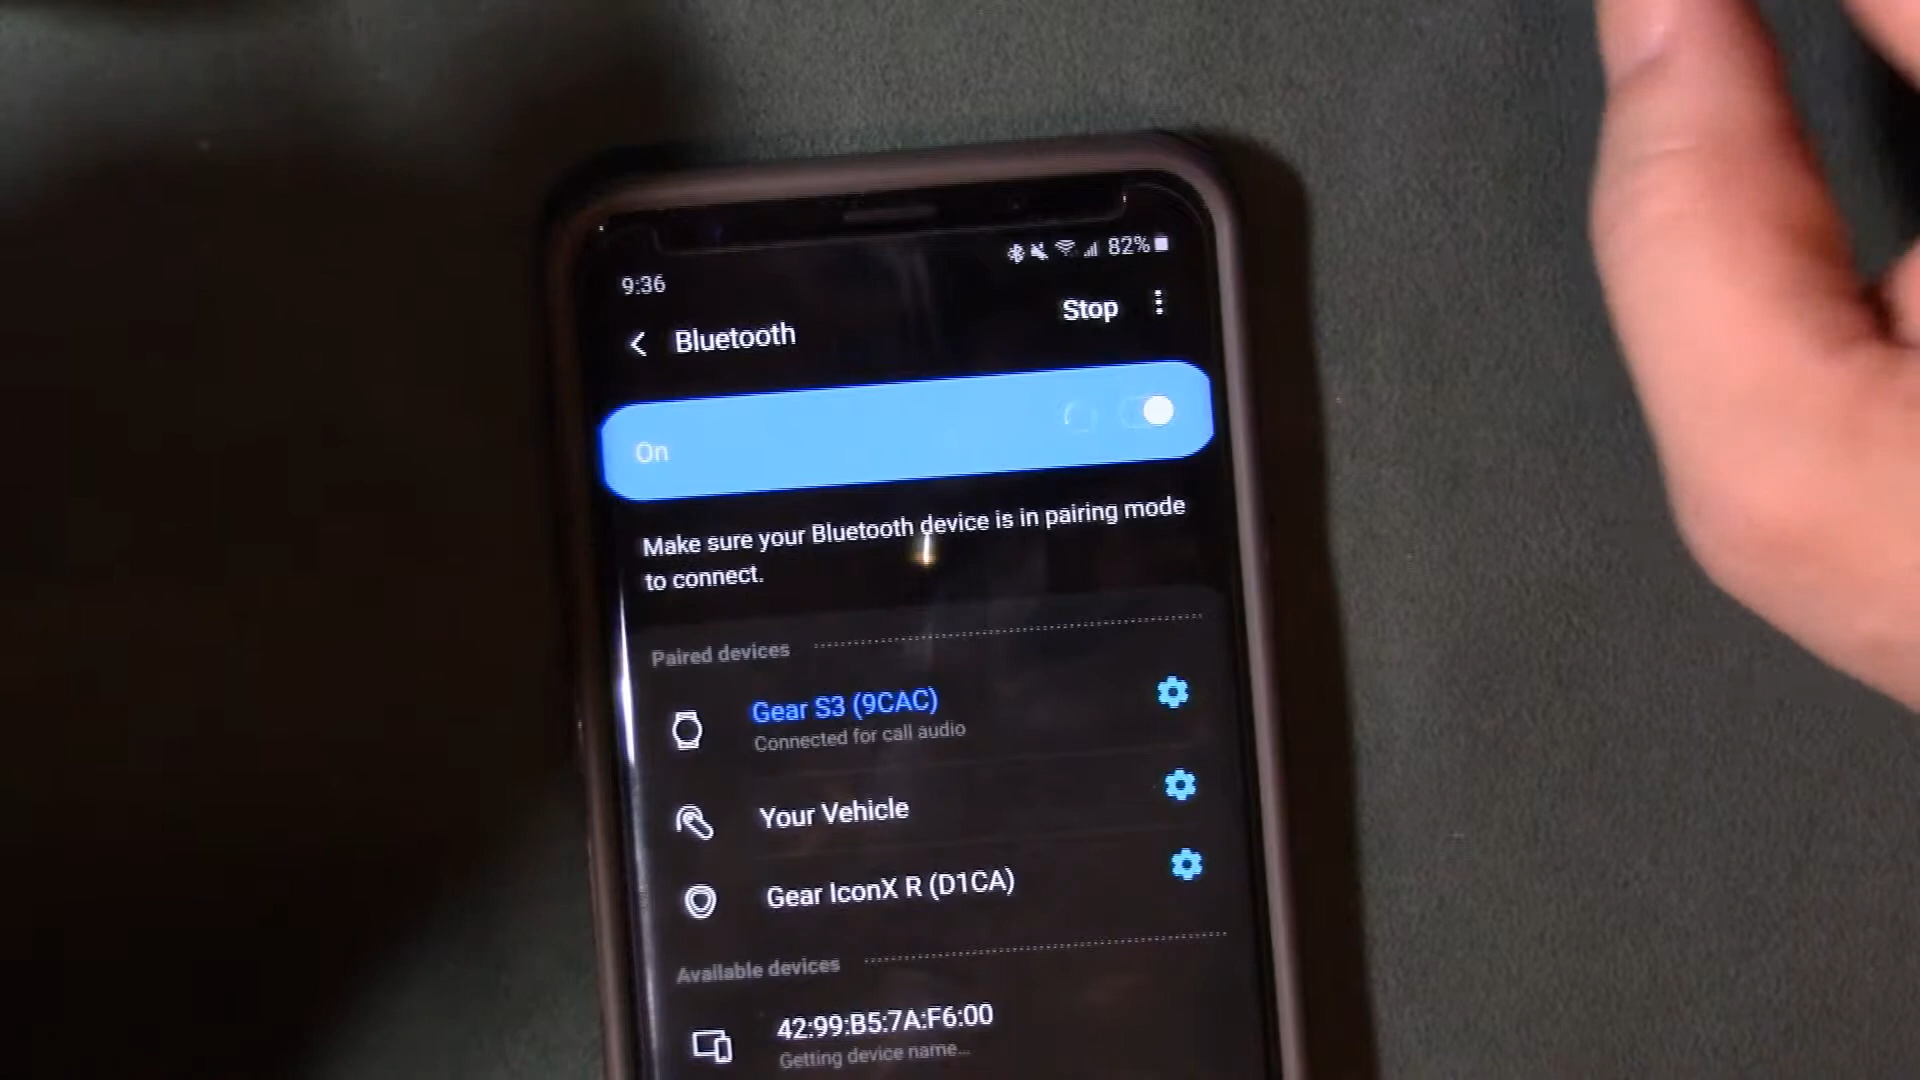 9:36
82%
Bluetooth
Stop
On
Make sure your Bluetooth device is in pairing mode
to connect.
Paired devices
Gear S3 (9CAC)
Connected for call audio
Your Vehicle
Gear IconX R (D1CA)
Available devices
42:99:B5:7A:F6:00
Getting device name...